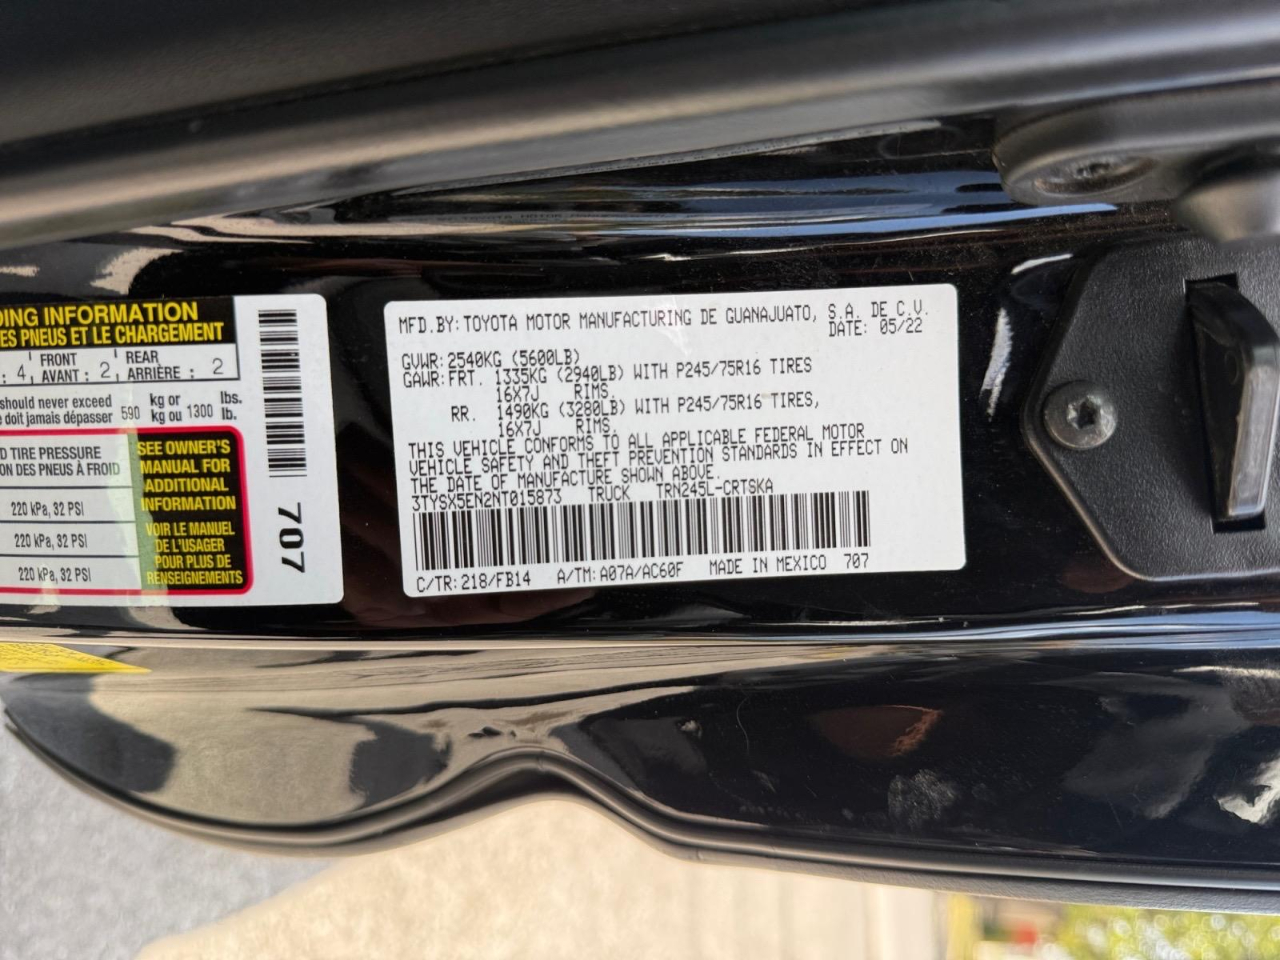 DING INFORMATION
ES PNEUS ET LE CHARGEMENT
: 4, FRONT AVANT : 2, REAR ARRIÈRE : 2
should never exceed 590 kg or 1300 lbs.
e doit jamais dépasser kg ou lb.
D TIRE PRESSURE
ON DES PNEUS À FROID
220 kPa, 32 PSI
220 kPa, 32 PSI
220 kPa, 32 PSI
SEE OWNER'S
MANUAL FOR
ADDITIONAL
INFORMATION
VOIR LE MANUEL
DE L'USAGER
POUR PLUS DE
RENSEIGNEMENTS
707
MFD.BY: TOYOTA MOTOR MANUFACTURING DE GUANAJUATO, S.A. DE C.V.
DATE: 05/22
GVWR: 2540KG (5600LB)
GAWR: FRT. 1335KG (2940LB) WITH P245/75R16 TIRES
16X7J RIMS,
RR. 1490KG (3280LB) WITH P245/75R16 TIRES,
16X7J RIMS.
THIS VEHICLE CONFORMS TO ALL APPLICABLE FEDERAL MOTOR
VEHICLE SAFETY AND THEFT PREVENTION STANDARDS IN EFFECT ON
THE DATE OF MANUFACTURE SHOWN ABOVE.
3TYSX5EN2NT015873 TRUCK TRN245L-CRTSKA
C/TR: 218/FB14 A/TM: A07A/AC60F MADE IN MEXICO 707